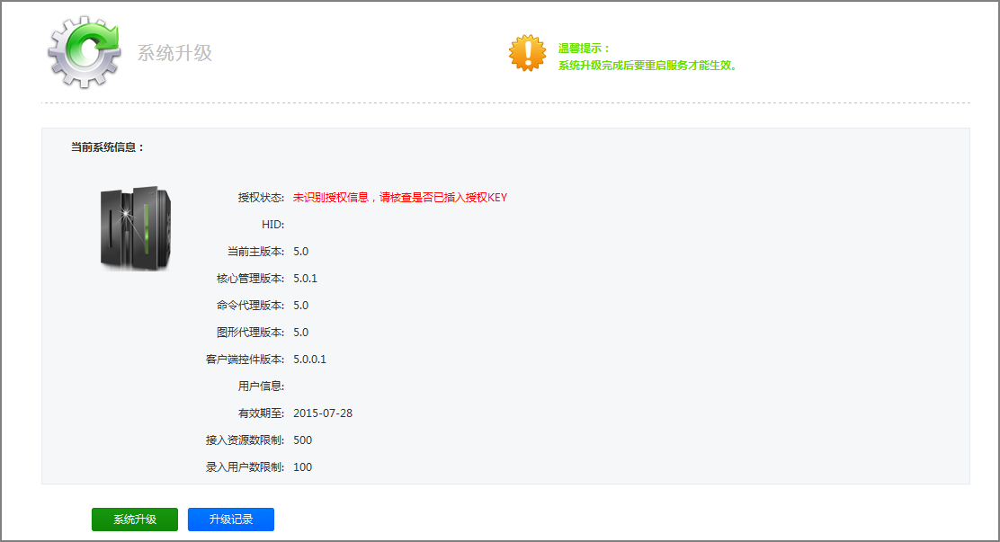 系统升级
温馨提示：
系统升级完成后要重启服务才能生效。
当前系统信息：
授权状态: 未识别授权信息，请核查是否已插入授权KEY
HID:
当前主版本: 5.0
核心管理版本: 5.0.1
命令代理版本: 5.0
图形代理版本: 5.0
客户端控件版本: 5.0.0.1
用户信息:
有效期至: 2015-07-28
接入资源数限制: 500
录入用户数限制: 100
系统升级 升级记录